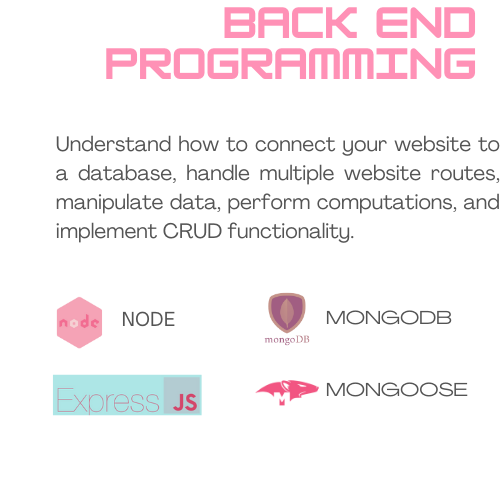 BACK END
PROGRAMMING
Understand how to connect your website to
a database, handle multiple website routes,
manipulate data, perform computations, and
implement CRUD functionality.
node NODE
mongoDB MONGODB
Express JS
M MONGOOSE